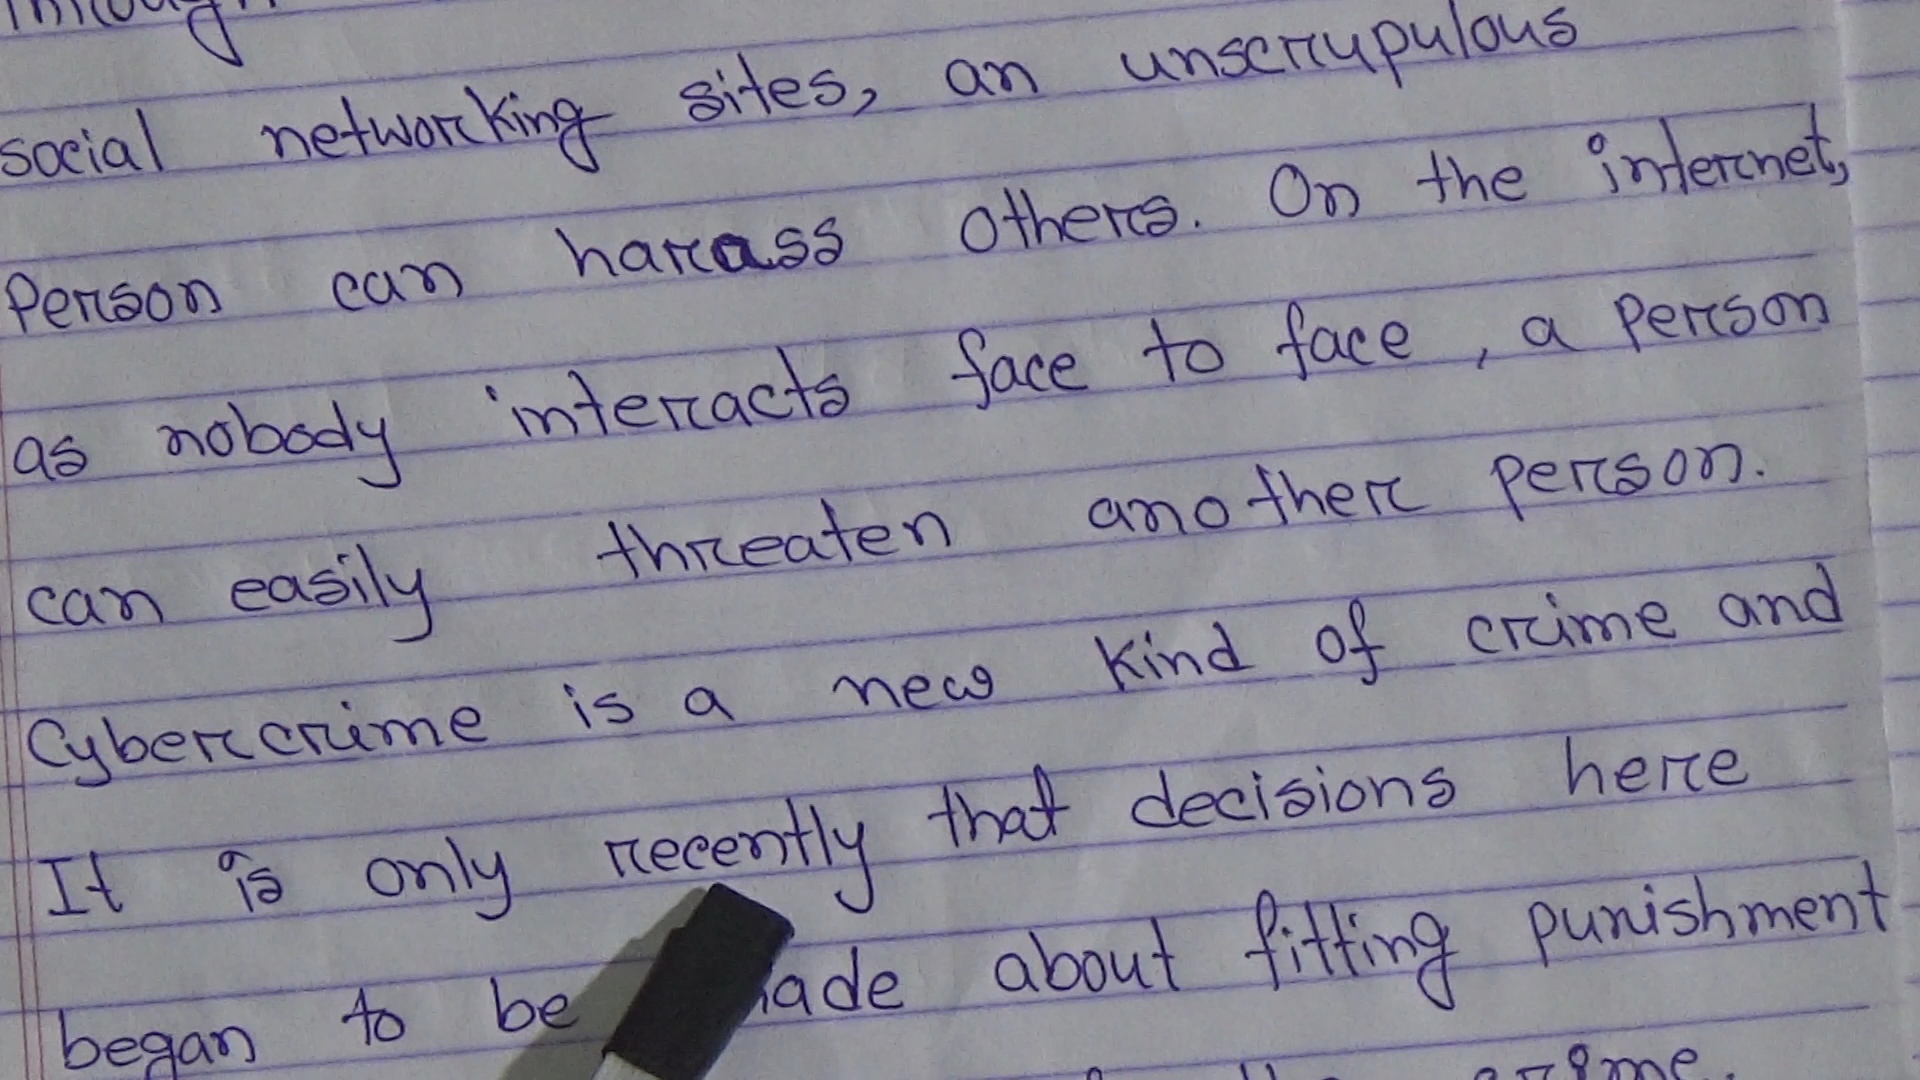 Through
social networking sites, an unscrupulous
Person can harass others. On the internet,
as nobody interacts face to face, a person
can easily threaten another person.
Cybercrime is a new kind of crime and
It is only recently that decisions here
began to be about fitting punishment
crime.